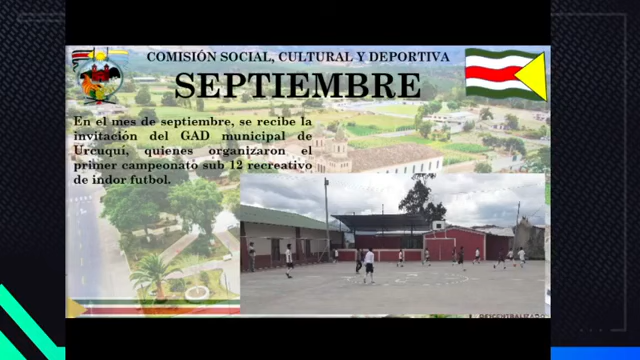 COMISIÓN SOCIAL, CULTURAL Y DEPORTIVA
SEPTIEMBRE
En el mes de septiembre, se recibe la
invitación del GAD municipal de
Urcuquí, quienes organizaron el
primer campeonato sub 12 recreativo
de indor futbol.